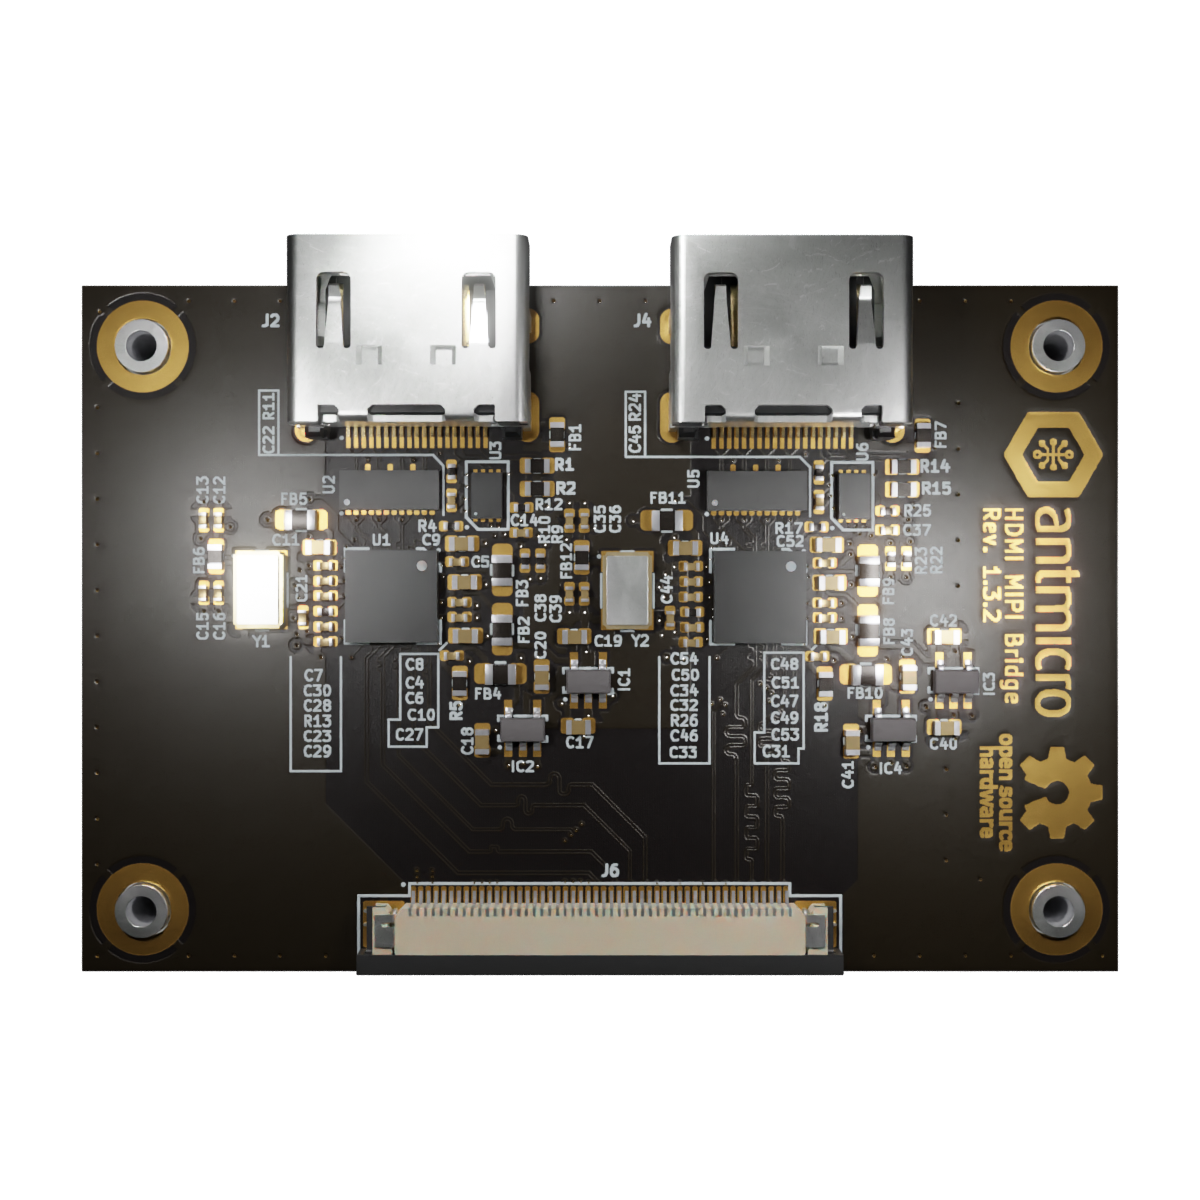 J2
J4
C22 R11
C45 R24
FB1
FB7
U3
U6
R1
R2
R14
R15
U2
U5
C13
C12
FB5
FB11
R12
R25
C14
C37
C35
C36
R4
C9
R10
R9
R17
C52
R23
R22
C11
U1
U4
FB6
C5
FB12
FB3
FB9
C21
C44
C15
C16
Y1
FB2
C38
C39
C19
Y2
FB8
C43
C42
C20
C7
C30
C28
R13
C23
C29
C8
C4
C6
C10
C27
R5
FB4
IC1
C18
C17
IC2
C54
C50
C34
C32
R26
C46
C33
C48
C51
C47
C49
C53
C31
R18
FB10
IC3
C41
C40
IC4
J6
antmicro
HDMI MIPI Bridge
Rev. 1.3.2
open source
hardware